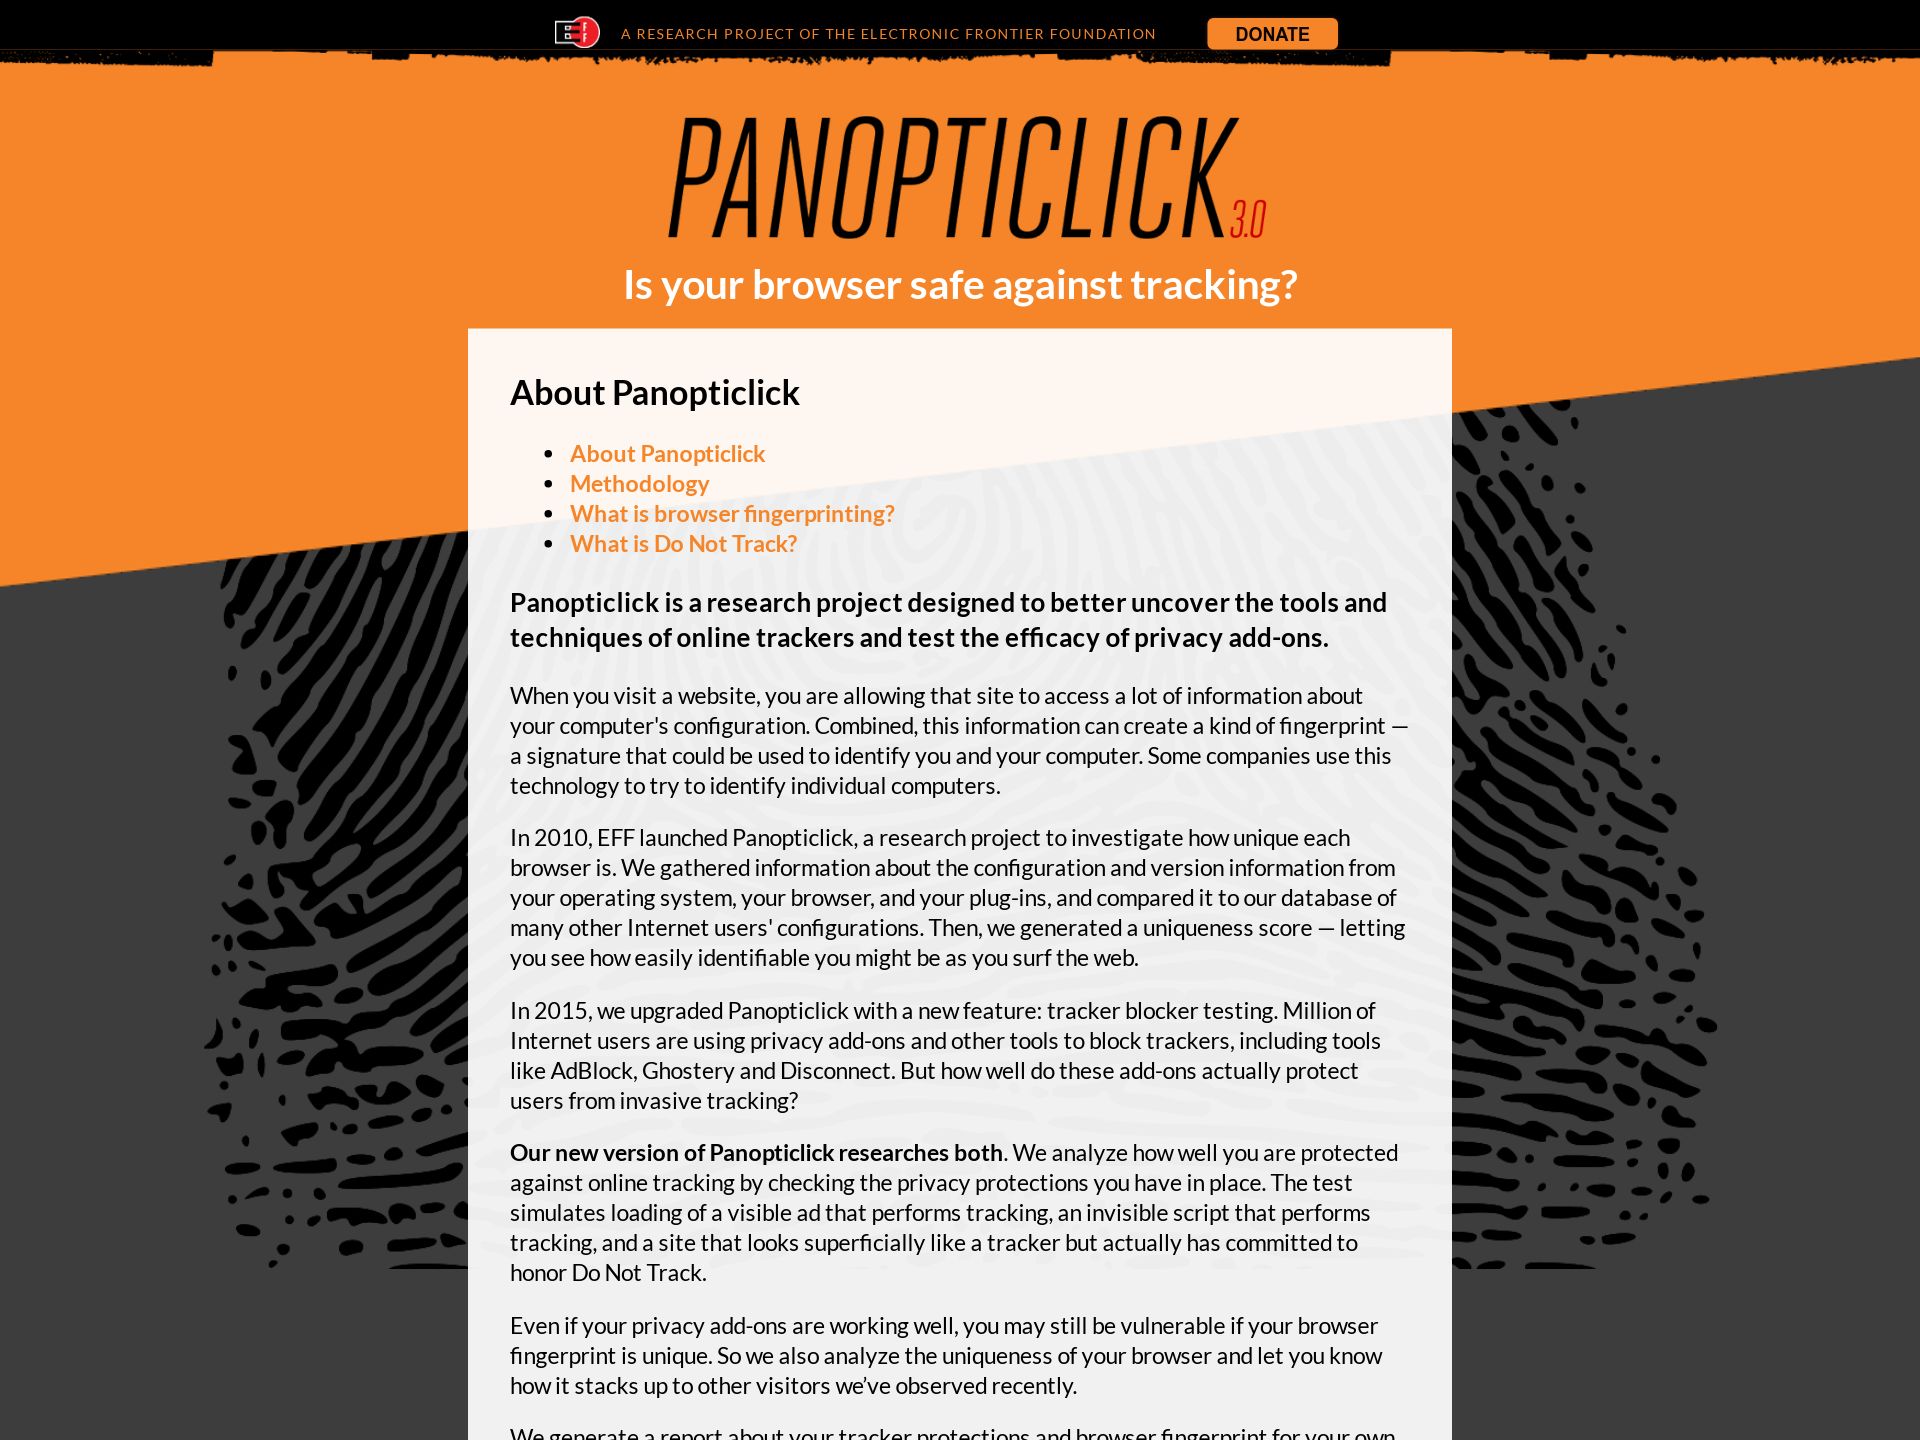 EFF
A RESEARCH PROJECT OF THE ELECTRONIC FRONTIER FOUNDATION
DONATE
PANOPTICLICK 3.0
Is your browser safe against tracking?
About Panopticlick
• About Panopticlick
• Methodology
• What is browser fingerprinting?
• What is Do Not Track?
Panopticlick is a research project designed to better uncover the tools and
techniques of online trackers and test the efficacy of privacy add-ons.
When you visit a website, you are allowing that site to access a lot of information about
your computer's configuration. Combined, this information can create a kind of fingerprint —
a signature that could be used to identify you and your computer. Some companies use this
technology to try to identify individual computers.
In 2010, EFF launched Panopticlick, a research project to investigate how unique each
browser is. We gathered information about the configuration and version information from
your operating system, your browser, and your plug-ins, and compared it to our database of
many other Internet users' configurations. Then, we generated a uniqueness score — letting
you see how easily identifiable you might be as you surf the web.
In 2015, we upgraded Panopticlick with a new feature: tracker blocker testing. Million of
Internet users are using privacy add-ons and other tools to block trackers, including tools
like AdBlock, Ghostery and Disconnect. But how well do these add-ons actually protect
users from invasive tracking?
Our new version of Panopticlick researches both. We analyze how well you are protected
against online tracking by checking the privacy protections you have in place. The test
simulates loading of a visible ad that performs tracking, an invisible script that performs
tracking, and a site that looks superficially like a tracker but actually has committed to
honor Do Not Track.
Even if your privacy add-ons are working well, you may still be vulnerable if your browser
fingerprint is unique. So we also analyze the uniqueness of your browser and let you know
how it stacks up to other visitors we’ve observed recently.
We generate a report about your tracker protections and browser fingerprint for your own